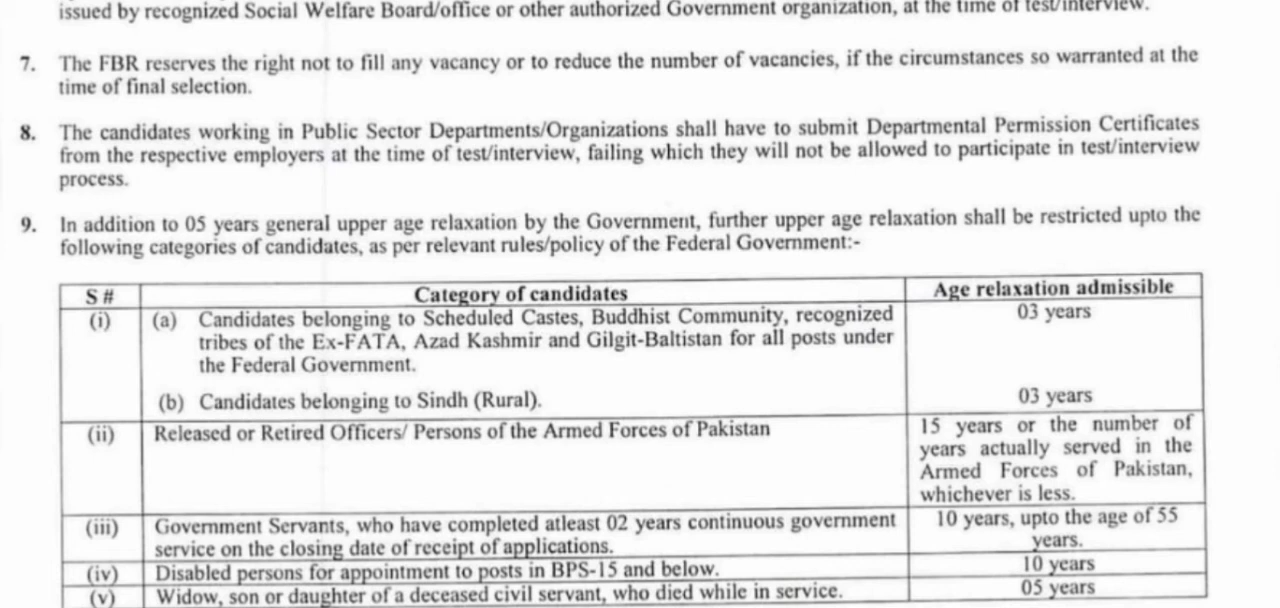 issued by recognized Social Welfare Board/office or other authorized Government organization, at the time of test/interview.
7. The FBR reserves the right not to fill any vacancy or to reduce the number of vacancies, if the circumstances so warranted at the
time of final selection.
8. The candidates working in Public Sector Departments/Organizations shall have to submit Departmental Permission Certificates
from the respective employers at the time of test/interview, failing which they will not be allowed to participate in test/interview
process.
9. In addition to 05 years general upper age relaxation by the Government, further upper age relaxation shall be restricted upto the
following categories of candidates, as per relevant rules/policy of the Federal Government:-
S # Category of candidates Age relaxation admissible
(i) (a) Candidates belonging to Scheduled Castes, Buddhist Community, recognized 03 years
tribes of the Ex-FATA, Azad Kashmir and Gilgit-Baltistan for all posts under
the Federal Government.
(b) Candidates belonging to Sindh (Rural). 03 years
(ii) Released or Retired Officers/ Persons of the Armed Forces of Pakistan 15 years or the number of
years actually served in the
Armed Forces of Pakistan,
whichever is less.
(iii) Government Servants, who have completed atleast 02 years continuous government 10 years, upto the age of 55
service on the closing date of receipt of applications. years.
(iv) Disabled persons for appointment to posts in BPS-15 and below. 10 years
(v) Widow, son or daughter of a deceased civil servant, who died while in service. 05 years